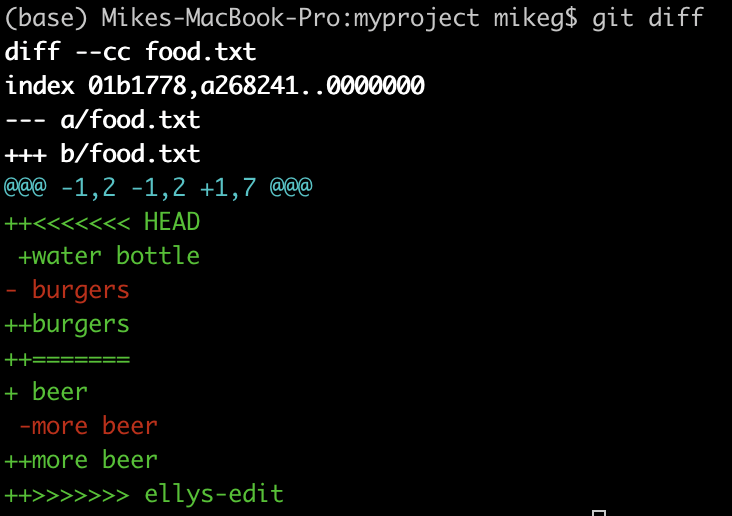 (base) Mikes-MacBook-Pro:myproject mikeg$ git diff
diff --cc food.txt
index 01b1778,a268241..0000000
--- a/food.txt
+++ b/food.txt
@@@ -1,2 -1,2 +1,7 @@@
++<<<<<<< HEAD
 +water bottle
- burgers
++burgers
++=======
+ beer
 -more beer
++more beer
++>>>>>>> ellys-edit